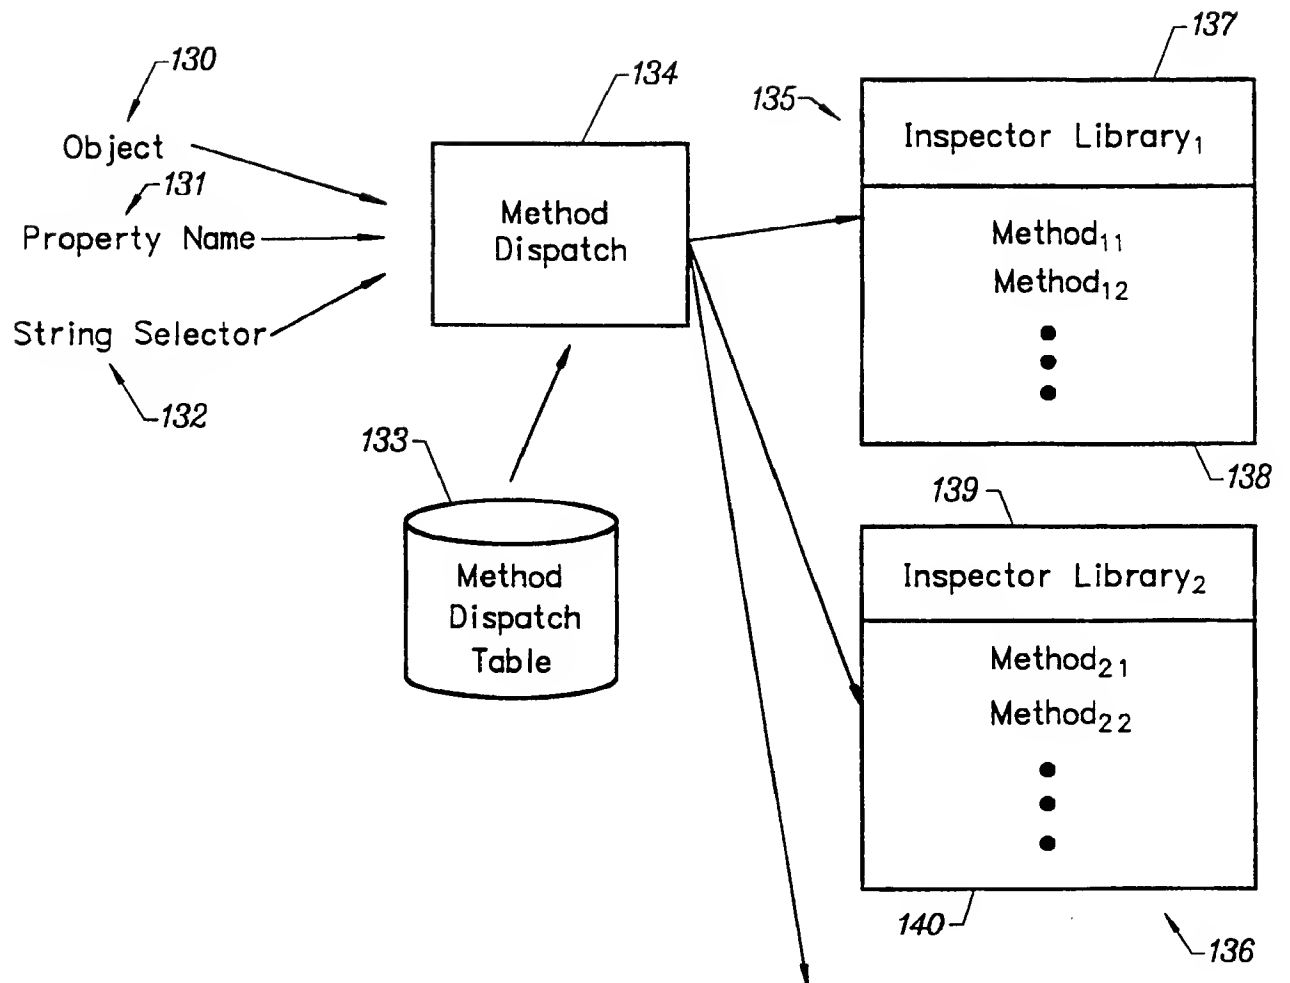 130
Object
131
Property Name
String Selector
132
134
Method
Dispatch
133
Method
Dispatch
Table
135
137
Inspector Library₁
Method₁₁
Method₁₂
138
139
Inspector Library₂
Method₂₁
Method₂₂
140
136